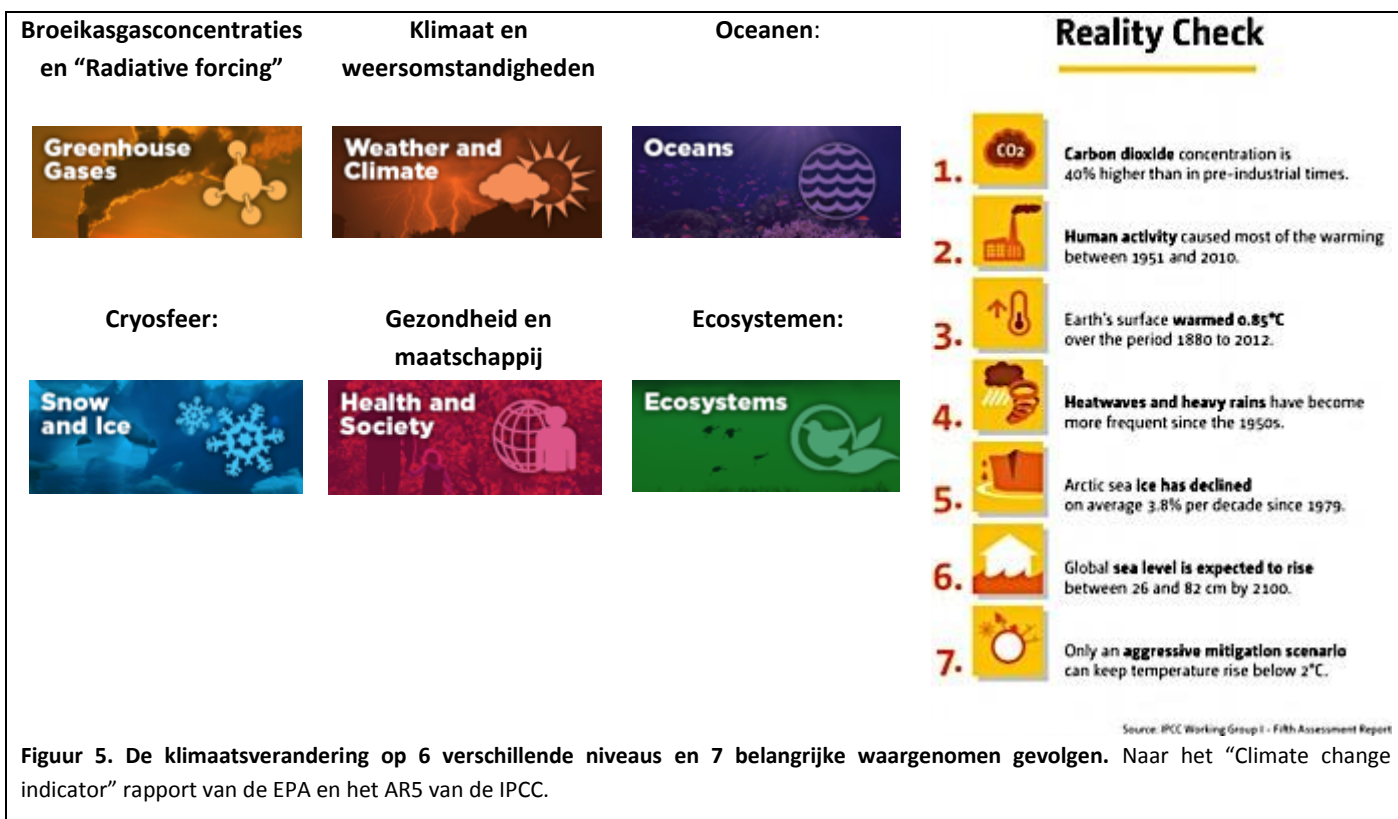 Broeikasgasconcentraties
en “Radiative forcing”
Klimaat en
weersomstandigheden
Oceanen:
Greenhouse
Gases
Weather and
Climate
Oceans
Cryosfeer:
Gezondheid en
maatschappij
Ecosystemen:
Snow
and Ice
Health and
Society
Ecosystems
Reality Check
1.
CO2
Carbon dioxide concentration is
40% higher than in pre-industrial times.
2.
Human activity caused most of the warming
between 1951 and 2010.
3.
Earth's surface warmed 0.85°C
over the period 1880 to 2012.
4.
Heatwaves and heavy rains have become
more frequent since the 1950s.
5.
Arctic sea ice has declined
on average 3.8% per decade since 1979.
6.
Global sea level is expected to rise
between 26 and 82 cm by 2100.
7.
Only an aggressive mitigation scenario
can keep temperature rise below 2°C.
Source: IPCC Working Group I - Fifth Assessment Report
Figuur 5. De klimaatsverandering op 6 verschillende niveaus en 7 belangrijke waargenomen gevolgen. Naar het “Climate change
indicator” rapport van de EPA en het AR5 van de IPCC.